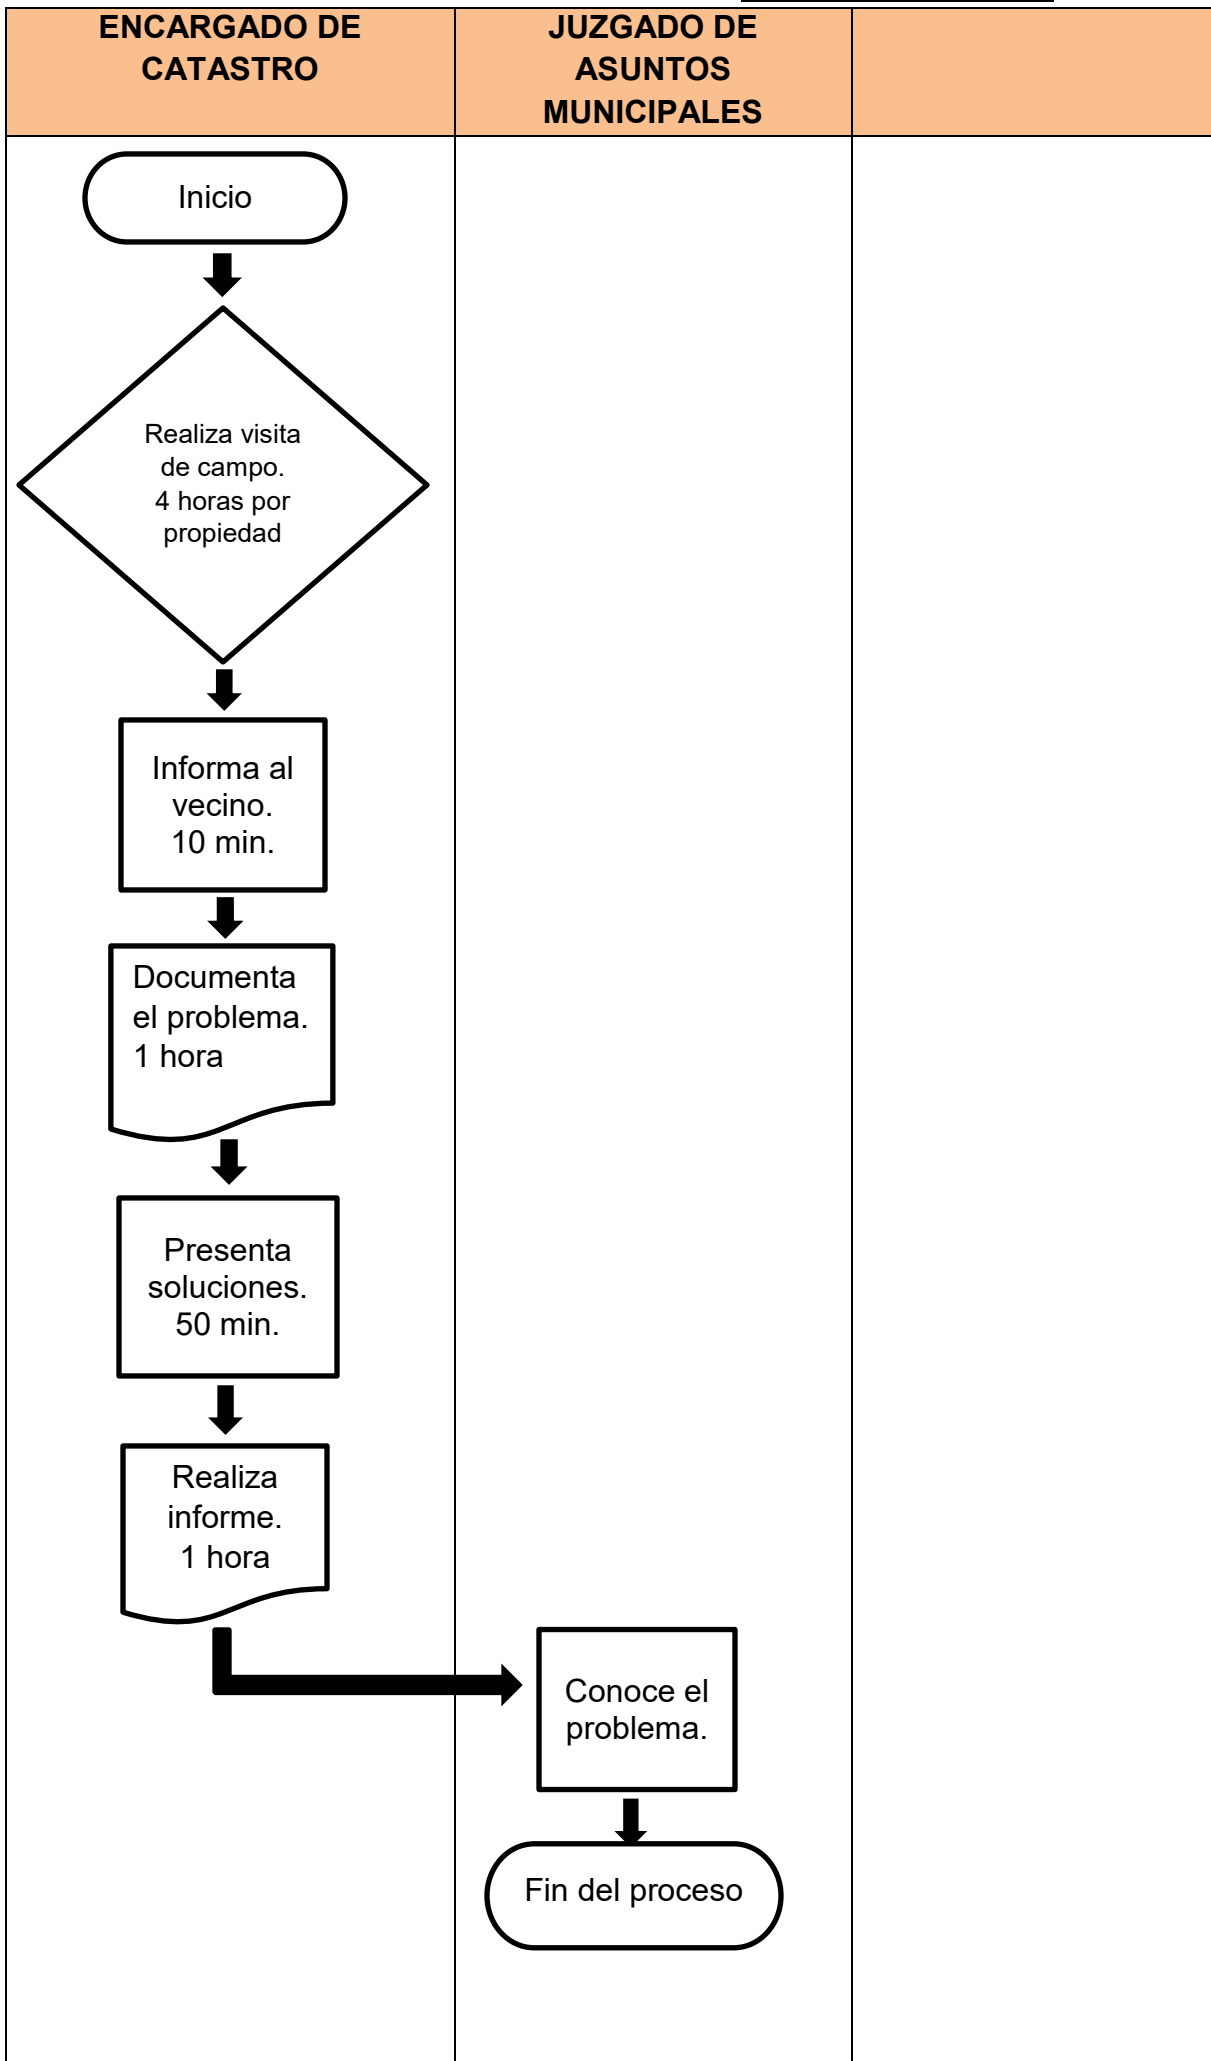 ENCARGADO DE
CATASTRO
JUZGADO DE
ASUNTOS
MUNICIPALES
Inicio
Realiza visita
de campo.
4 horas por
propiedad
Informa al
vecino.
10 min.
Documenta
el problema.
1 hora
Presenta
soluciones.
50 min.
Realiza
informe.
1 hora
Conoce el
problema.
Fin del proceso